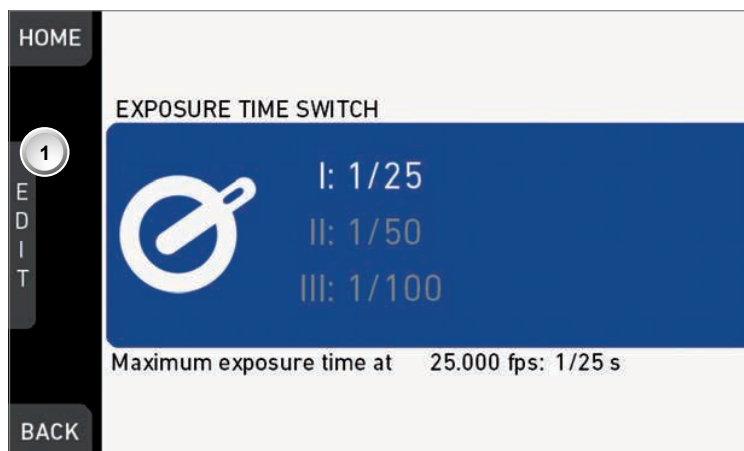 HOME
EXPOSURE TIME SWITCH
1
EDIT
I: 1/25
II: 1/50
III: 1/100
Maximum exposure time at 25.000 fps: 1/25 s
BACK